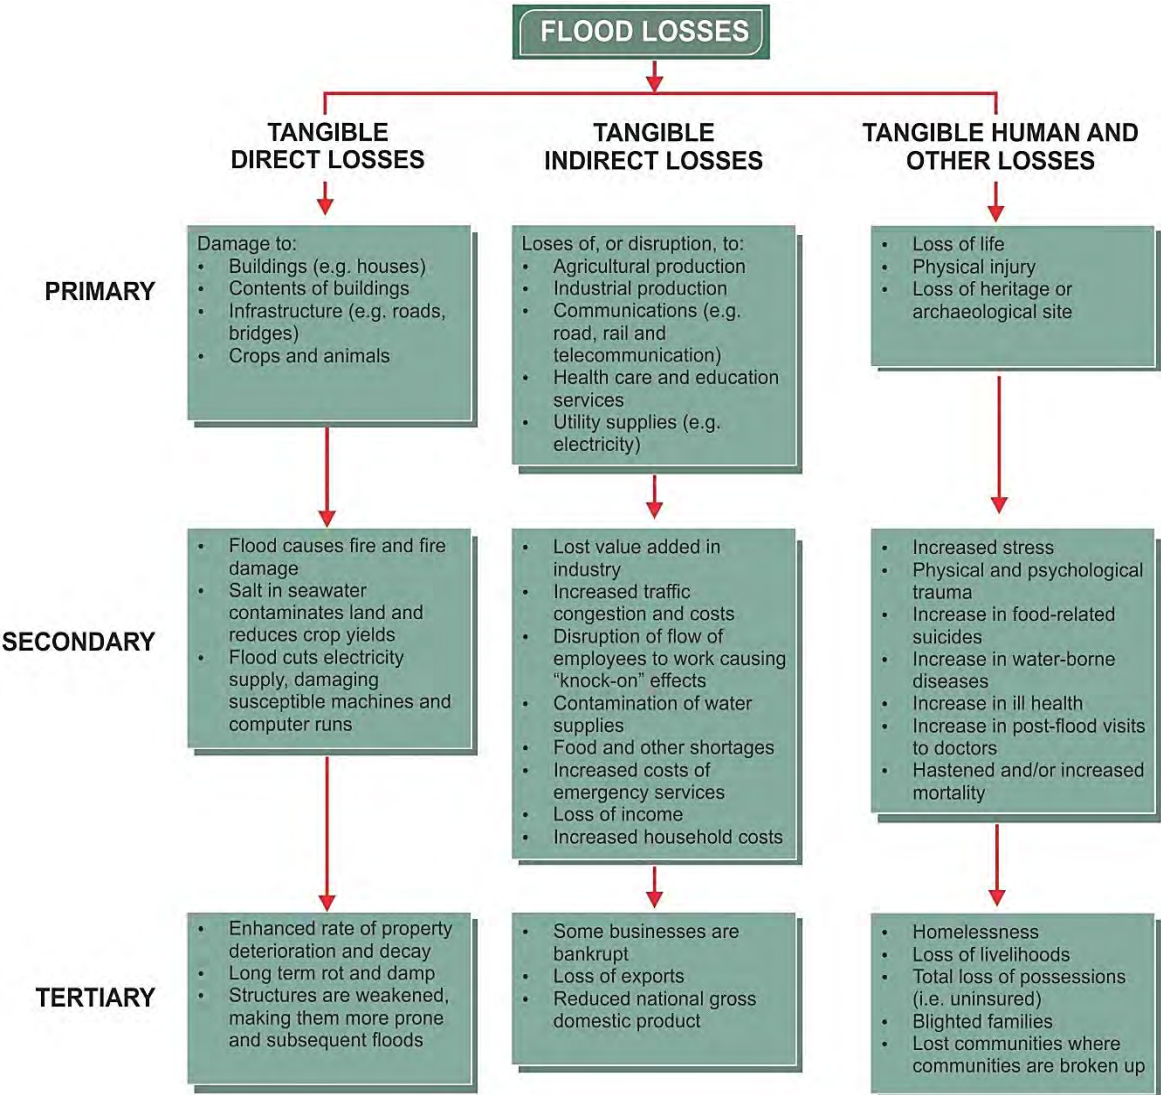 FLOOD LOSSES
TANGIBLE
DIRECT LOSSES
TANGIBLE
INDIRECT LOSSES
TANGIBLE HUMAN AND
OTHER LOSSES
PRIMARY
Damage to:
• Buildings (e.g. houses)
• Contents of buildings
• Infrastructure (e.g. roads,
bridges)
• Crops and animals
Loses of, or disruption, to:
• Agricultural production
• Industrial production
• Communications (e.g.
road, rail and
telecommunication)
• Health care and education
services
• Utility supplies (e.g.
electricity)
• Loss of life
• Physical injury
• Loss of heritage or
archaeological site
SECONDARY
• Flood causes fire and fire
damage
• Salt in seawater
contaminates land and
reduces crop yields
• Flood cuts electricity
supply, damaging
susceptible machines and
computer runs
• Lost value added in
industry
• Increased traffic
congestion and costs
• Disruption of flow of
employees to work causing
“knock-on” effects
• Contamination of water
supplies
• Food and other shortages
• Increased costs of
emergency services
• Loss of income
• Increased household costs
• Increased stress
• Physical and psychological
trauma
• Increase in food-related
suicides
• Increase in water-borne
diseases
• Increase in ill health
• Increase in post-flood visits
to doctors
• Hastened and/or increased
mortality
TERTIARY
• Enhanced rate of property
deterioration and decay
• Long term rot and damp
• Structures are weakened,
making them more prone
and subsequent floods
• Some businesses are
bankrupt
• Loss of exports
• Reduced national gross
domestic product
• Homelessness
• Loss of livelihoods
• Total loss of possessions
(i.e. uninsured)
• Blighted families
• Lost communities where
communities are broken up